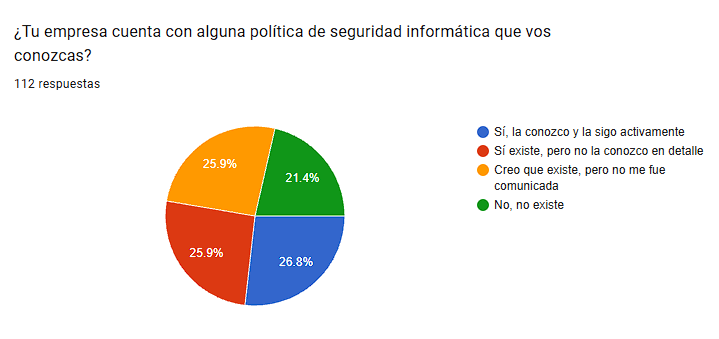 ¿Tu empresa cuenta con alguna política de seguridad informática que vos
conozcas?
112 respuestas
Sí, la conozco y la sigo activamente
Sí existe, pero no la conozco en detalle
Creo que existe, pero no me fue
comunicada
No, no existe
25.9%
21.4%
25.9%
26.8%